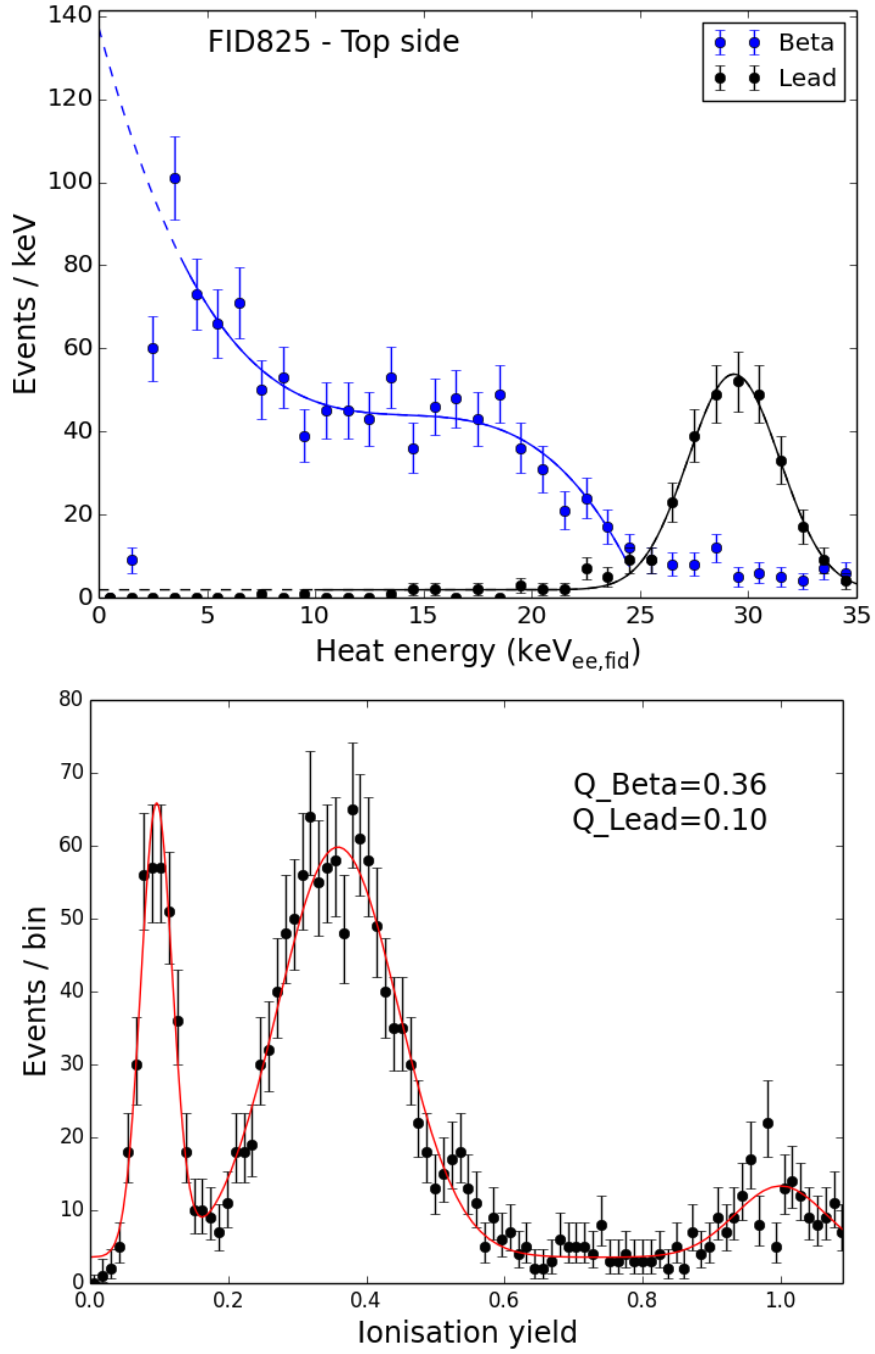 FID825 - Top side
Beta
Lead
Events / keV
140
120
100
80
60
40
20
0
0 5 10 15 20 25 30 35
Heat energy (keVee,fid)
80
70
60
50
40
30
20
10
0
Q_Beta=0.36
Q_Lead=0.10
Events / bin
0.0 0.2 0.4 0.6 0.8 1.0
Ionisation yield